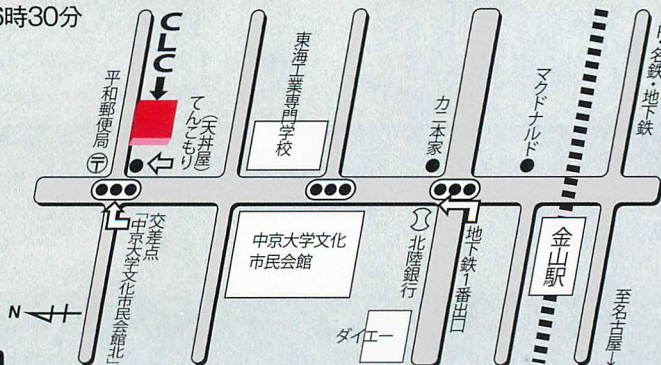 6時30分
CLC
平和郵便局
〒
てんこもり
(天丼屋)
東海工業専門
学校
カニ本家
マクドナルド
名鉄・地下鉄
交差点
「中京大学文化市民会館北」
中京大学文化
市民会館
北陸銀行
地下鉄1番出口
金山駅
ダイエー
至名古屋→
N